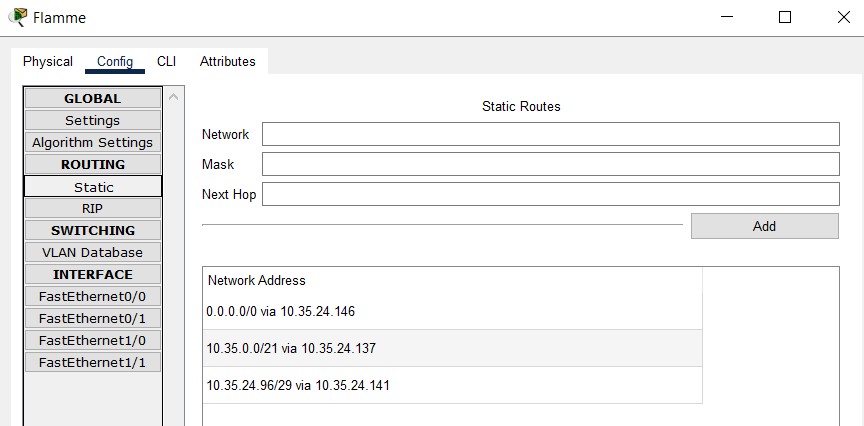 Flamme
Physical Config CLI Attributes
GLOBAL
Settings
Algorithm Settings
ROUTING
Static
RIP
SWITCHING
VLAN Database
INTERFACE
FastEthernet0/0
FastEthernet0/1
FastEthernet1/0
FastEthernet1/1
Static Routes
Network
Mask
Next Hop
Add
Network Address
0.0.0.0/0 via 10.35.24.146
10.35.0.0/21 via 10.35.24.137
10.35.24.96/29 via 10.35.24.141